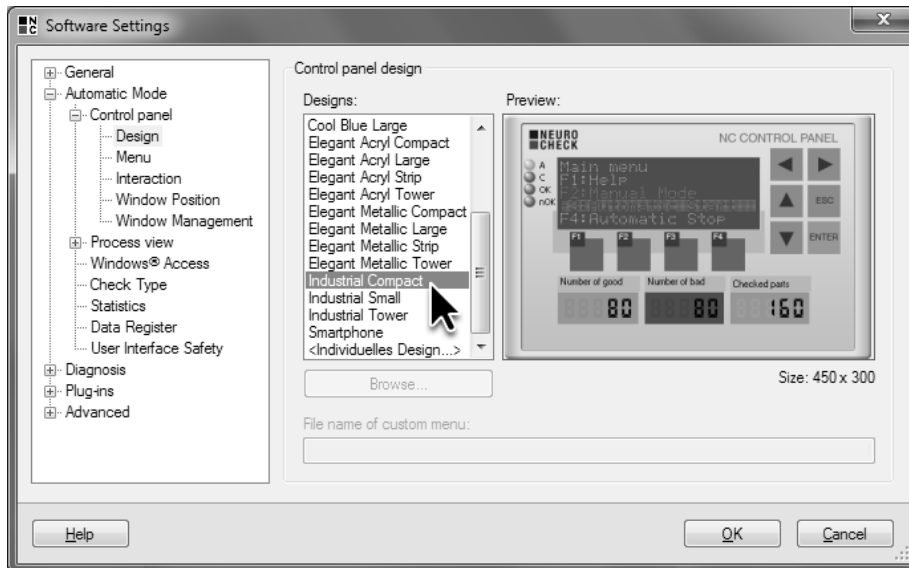 NC Software Settings
General
Automatic Mode
Control panel
Design
Menu
Interaction
Window Position
Window Management
Process view
Windows® Access
Check Type
Statistics
Data Register
User Interface Safety
Diagnosis
Plug-ins
Advanced
Control panel design
Designs:
Cool Blue Large
Elegant Acryl Compact
Elegant Acryl Large
Elegant Acryl Strip
Elegant Acryl Tower
Elegant Metallic Compact
Elegant Metallic Large
Elegant Metallic Strip
Elegant Metallic Tower
Industrial Compact
Industrial Small
Industrial Tower
Smartphone
<Individuelles Design...>
Browse...
File name of custom menu:
Preview:
NEURO
CHECK
NC CONTROL PANEL
A
C
OK
nOK
Main menu
F1:Help
F2:Manual Mode
F4:Automatic Stop
ESC
ENTER
F1 F2 F3 F4
Number of good Number of bad Checked parts
80 80 160
Size: 450 x 300
Help
OK
Cancel